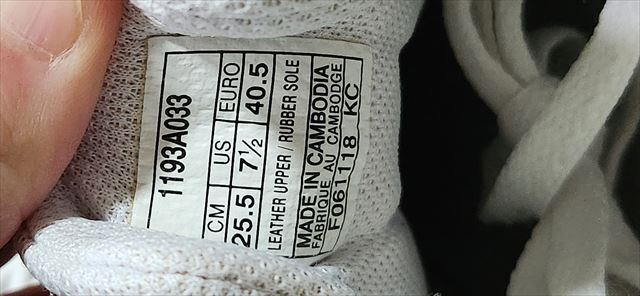 1193A033
CM US EURO
25.5 7½ 40.5
LEATHER UPPER / RUBBER SOLE
MADE IN CAMBODIA
FABRIQUE AU CAMBODGE
F061118 KC